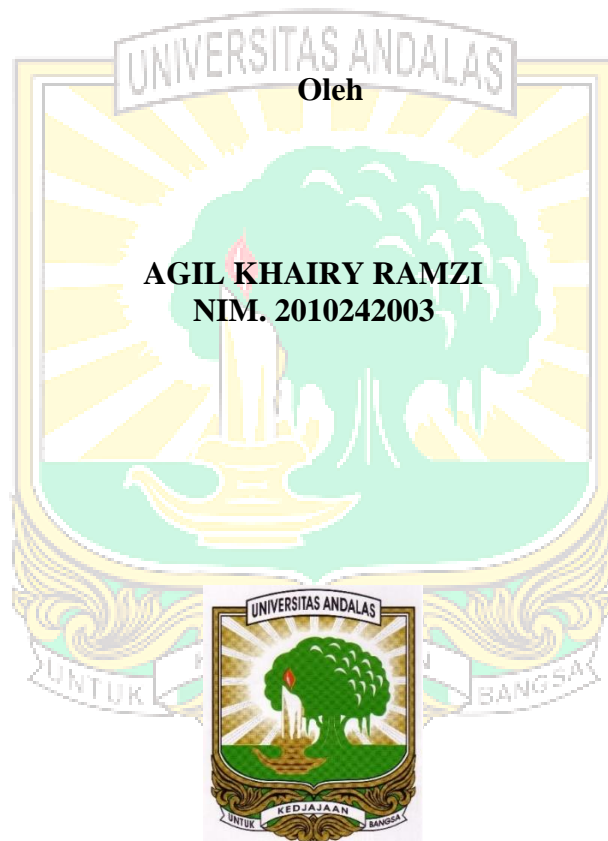 UNIVERSITAS ANDALAS
Oleh
AGIL KHAIRY RAMZI
NIM. 2010242003
UNIVERSITAS ANDALAS
UNTUK K N BANGSA
UNTUK KEDJAJAAN BANGSA